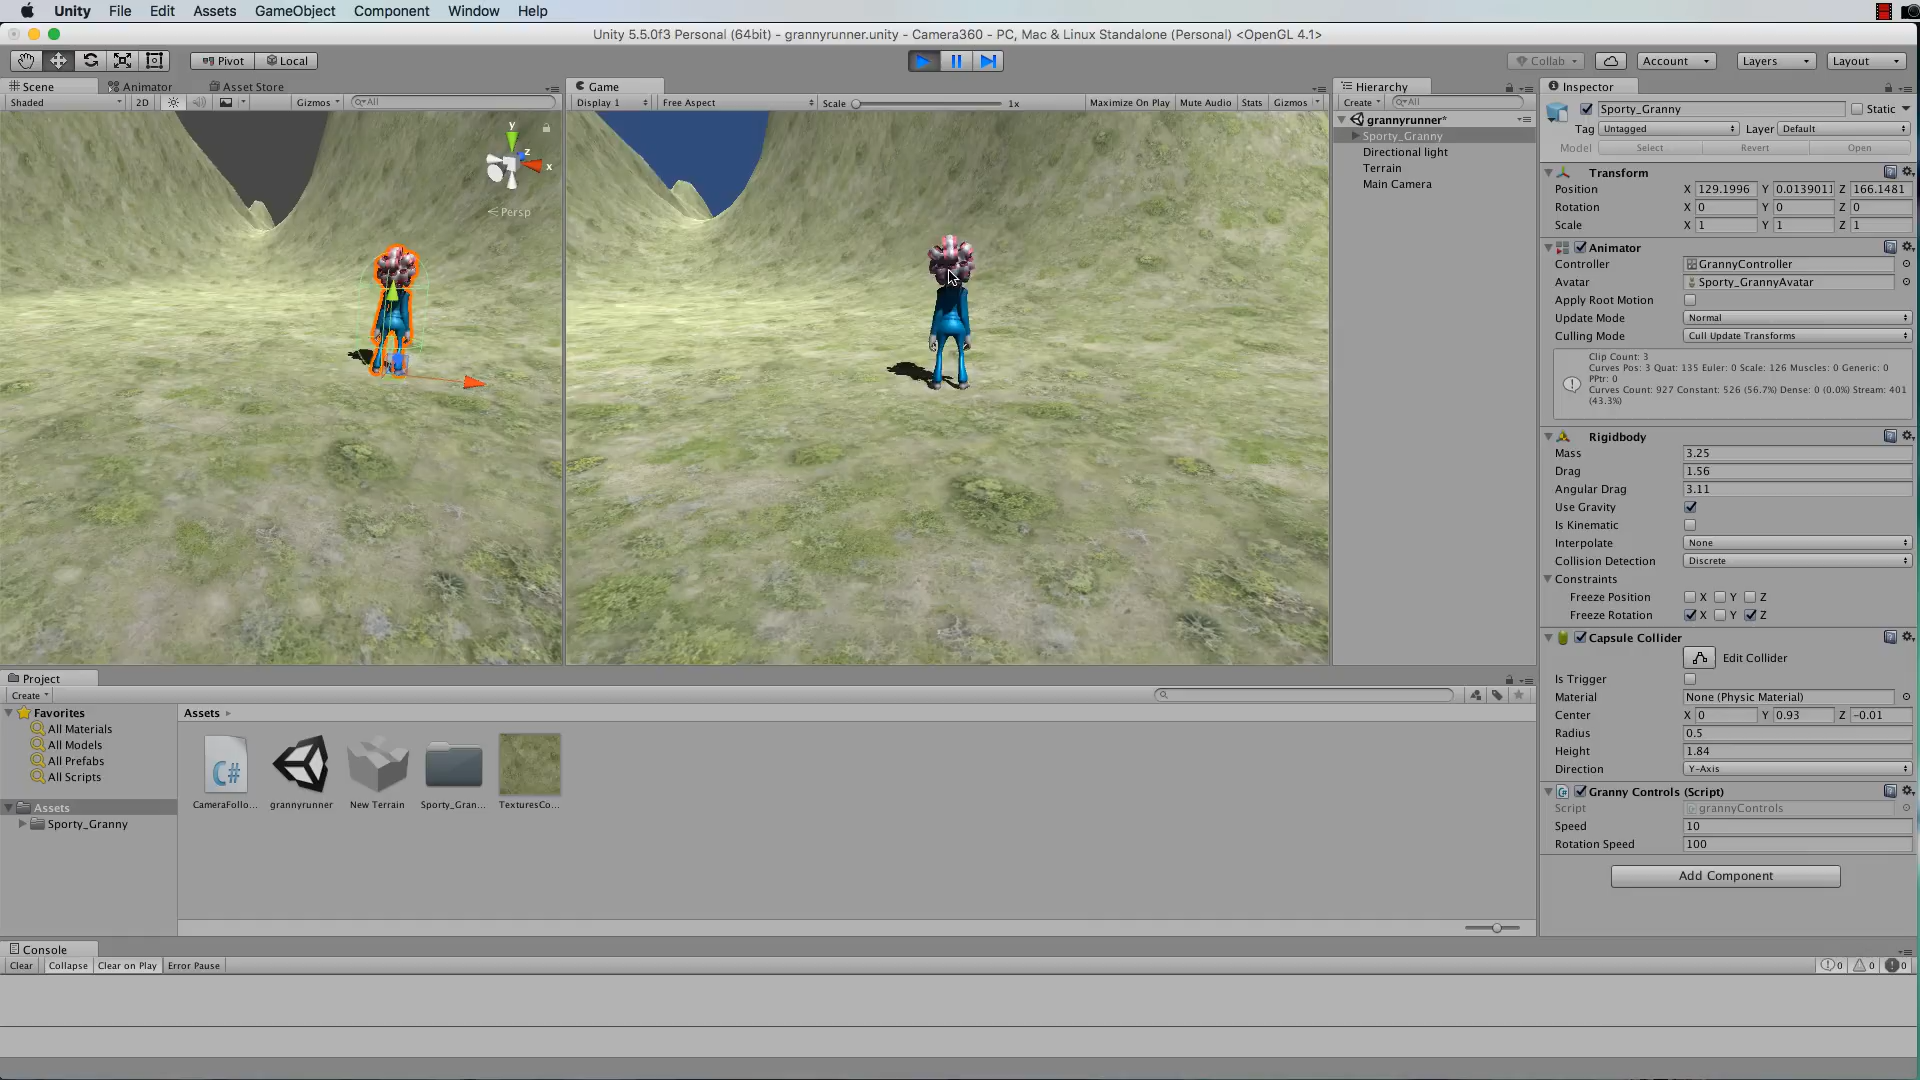 Unity File Edit Assets GameObject Component Window Help
Unity 5.5.0f3 Personal (64bit) - grannyrunner.unity - Camera360 - PC, Mac & Linux Standalone (Personal) <OpenGL 4.1>
Pivot Local Collab Account Layers Layout
Scene Animator Asset Store Game Hierarchy Inspector
Shaded 2D Gizmos All Display 1 Free Aspect Scale 1x Maximize On Play Mute Audio Stats Gizmos Create All
Sporty_Granny Static
grannyrunner*
Sporty_Granny
Directional light
Terrain
Main Camera
y
z
x
Persp
Tag Untagged Layer Default
Model Select Revert Open
Transform
Position X 129.1996 Y 0.0139011 Z 166.1481
Rotation X 0 Y 0 Z 0
Scale X 1 Y 1 Z 1
Animator
Controller GrannyController
Avatar Sporty_GrannyAvatar
Apply Root Motion
Update Mode Normal
Culling Mode Cull Update Transforms
Clip Count: 3
Curves Pos: 3 Quat: 135 Euler: 0 Scale: 126 Muscles: 0 Generic: 0
PPtr: 0
Curves Count: 927 Constant: 526 (56.7%) Dense: 0 (0.0%) Stream: 401
(43.3%)
Rigidbody
Mass 3.25
Drag 1.56
Angular Drag 3.11
Use Gravity
Is Kinematic
Interpolate None
Collision Detection Discrete
Constraints
Freeze Position X Y Z
Freeze Rotation X Y Z
Capsule Collider
Edit Collider
Is Trigger
Material None (Physic Material)
Center X 0 Y 0.93 Z -0.01
Radius 0.5
Height 1.84
Direction Y-Axis
Granny Controls (Script)
Script grannyControls
Speed 10
Rotation Speed 100
Add Component
Project
Create
Favorites
All Materials
All Models
All Prefabs
All Scripts
Assets
Sporty_Granny
Assets
C#
CameraFollo... grannyrunner New Terrain Sporty_Gran... TexturesCo...
Console
Clear Collapse Clear on Play Error Pause 0 0 0